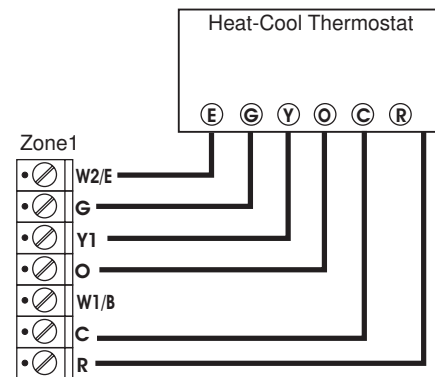 Heat-Cool Thermostat
E G Y O C R
Zone1
W2/E
G
Y1
O
W1/B
C
R